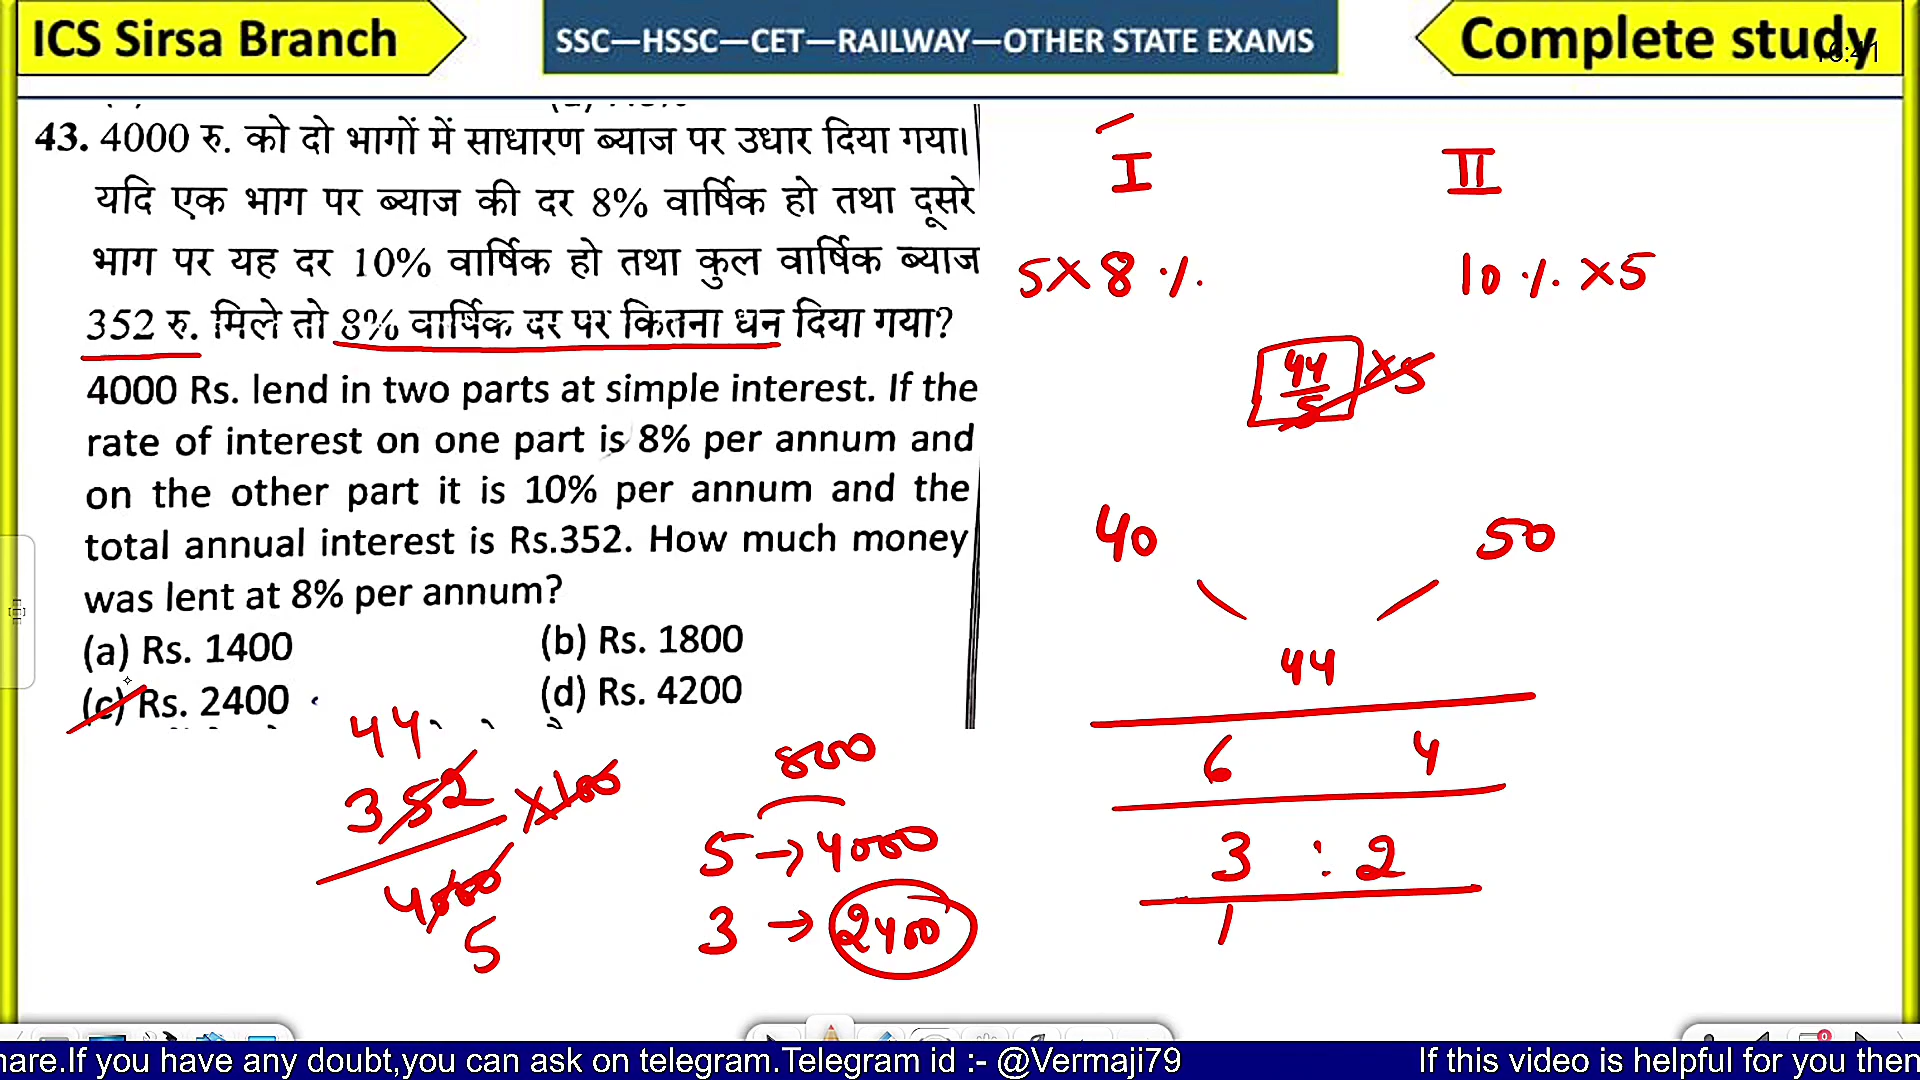 ICS Sirsa Branch
SSC—HSSC—CET—RAILWAY—OTHER STATE EXAMS
Complete study
43. 4000 रु. को दो भागों में साधारण ब्याज पर उधार दिया गया।
यदि एक भाग पर ब्याज की दर 8% वार्षिक हो तथा दूसरे
भाग पर यह दर 10% वार्षिक हो तथा कुल वार्षिक ब्याज
352 रु. मिले तो 8% वार्षिक दर पर कितना धन दिया गया?
4000 Rs. lend in two parts at simple interest. If the
rate of interest on one part is 8% per annum and
on the other part it is 10% per annum and the
total annual interest is Rs.352. How much money
was lent at 8% per annum?
(a) Rs. 1400
(b) Rs. 1800
(c) Rs. 2400
(d) Rs. 4200
I II
5×8% 10%×5
44/5 ×5
40 50
44
6 4
3 : 2
1
44
352 ×100
4000
5
800
5→4000
3→2400
hare.If you have any doubt,you can ask on telegram.Telegram id :- @Vermaji79
If this video is helpful for you then